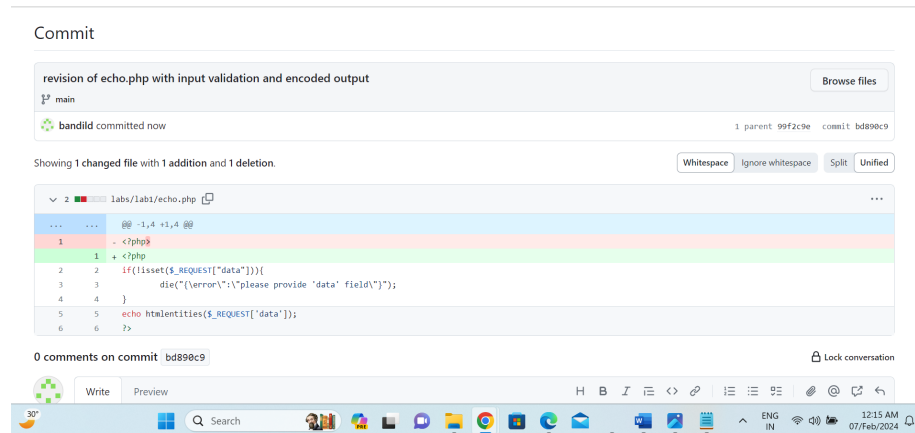 Commit
revision of echo.php with input validation and encoded output
Browse files
main
bandild committed now
1 parent 99f2c9e commit bd890c9
Showing 1 changed file with 1 addition and 1 deletion.
Whitespace Ignore whitespace Split Unified
2 labs/lab1/echo.php
... ... @@ -1,4 +1,4 @@
1 - <?php>
1 + <?php
2 2 if(!isset($_REQUEST["data"])){
3 3 die("{\error\":\"please provide 'data' field\"}");
4 4 }
5 5 echo htmlentities($_REQUEST['data']);
6 6 ?>
0 comments on commit bd890c9
Lock conversation
Write Preview
30°
Search
PRE
ENG
IN
12:15 AM
07/Feb/2024